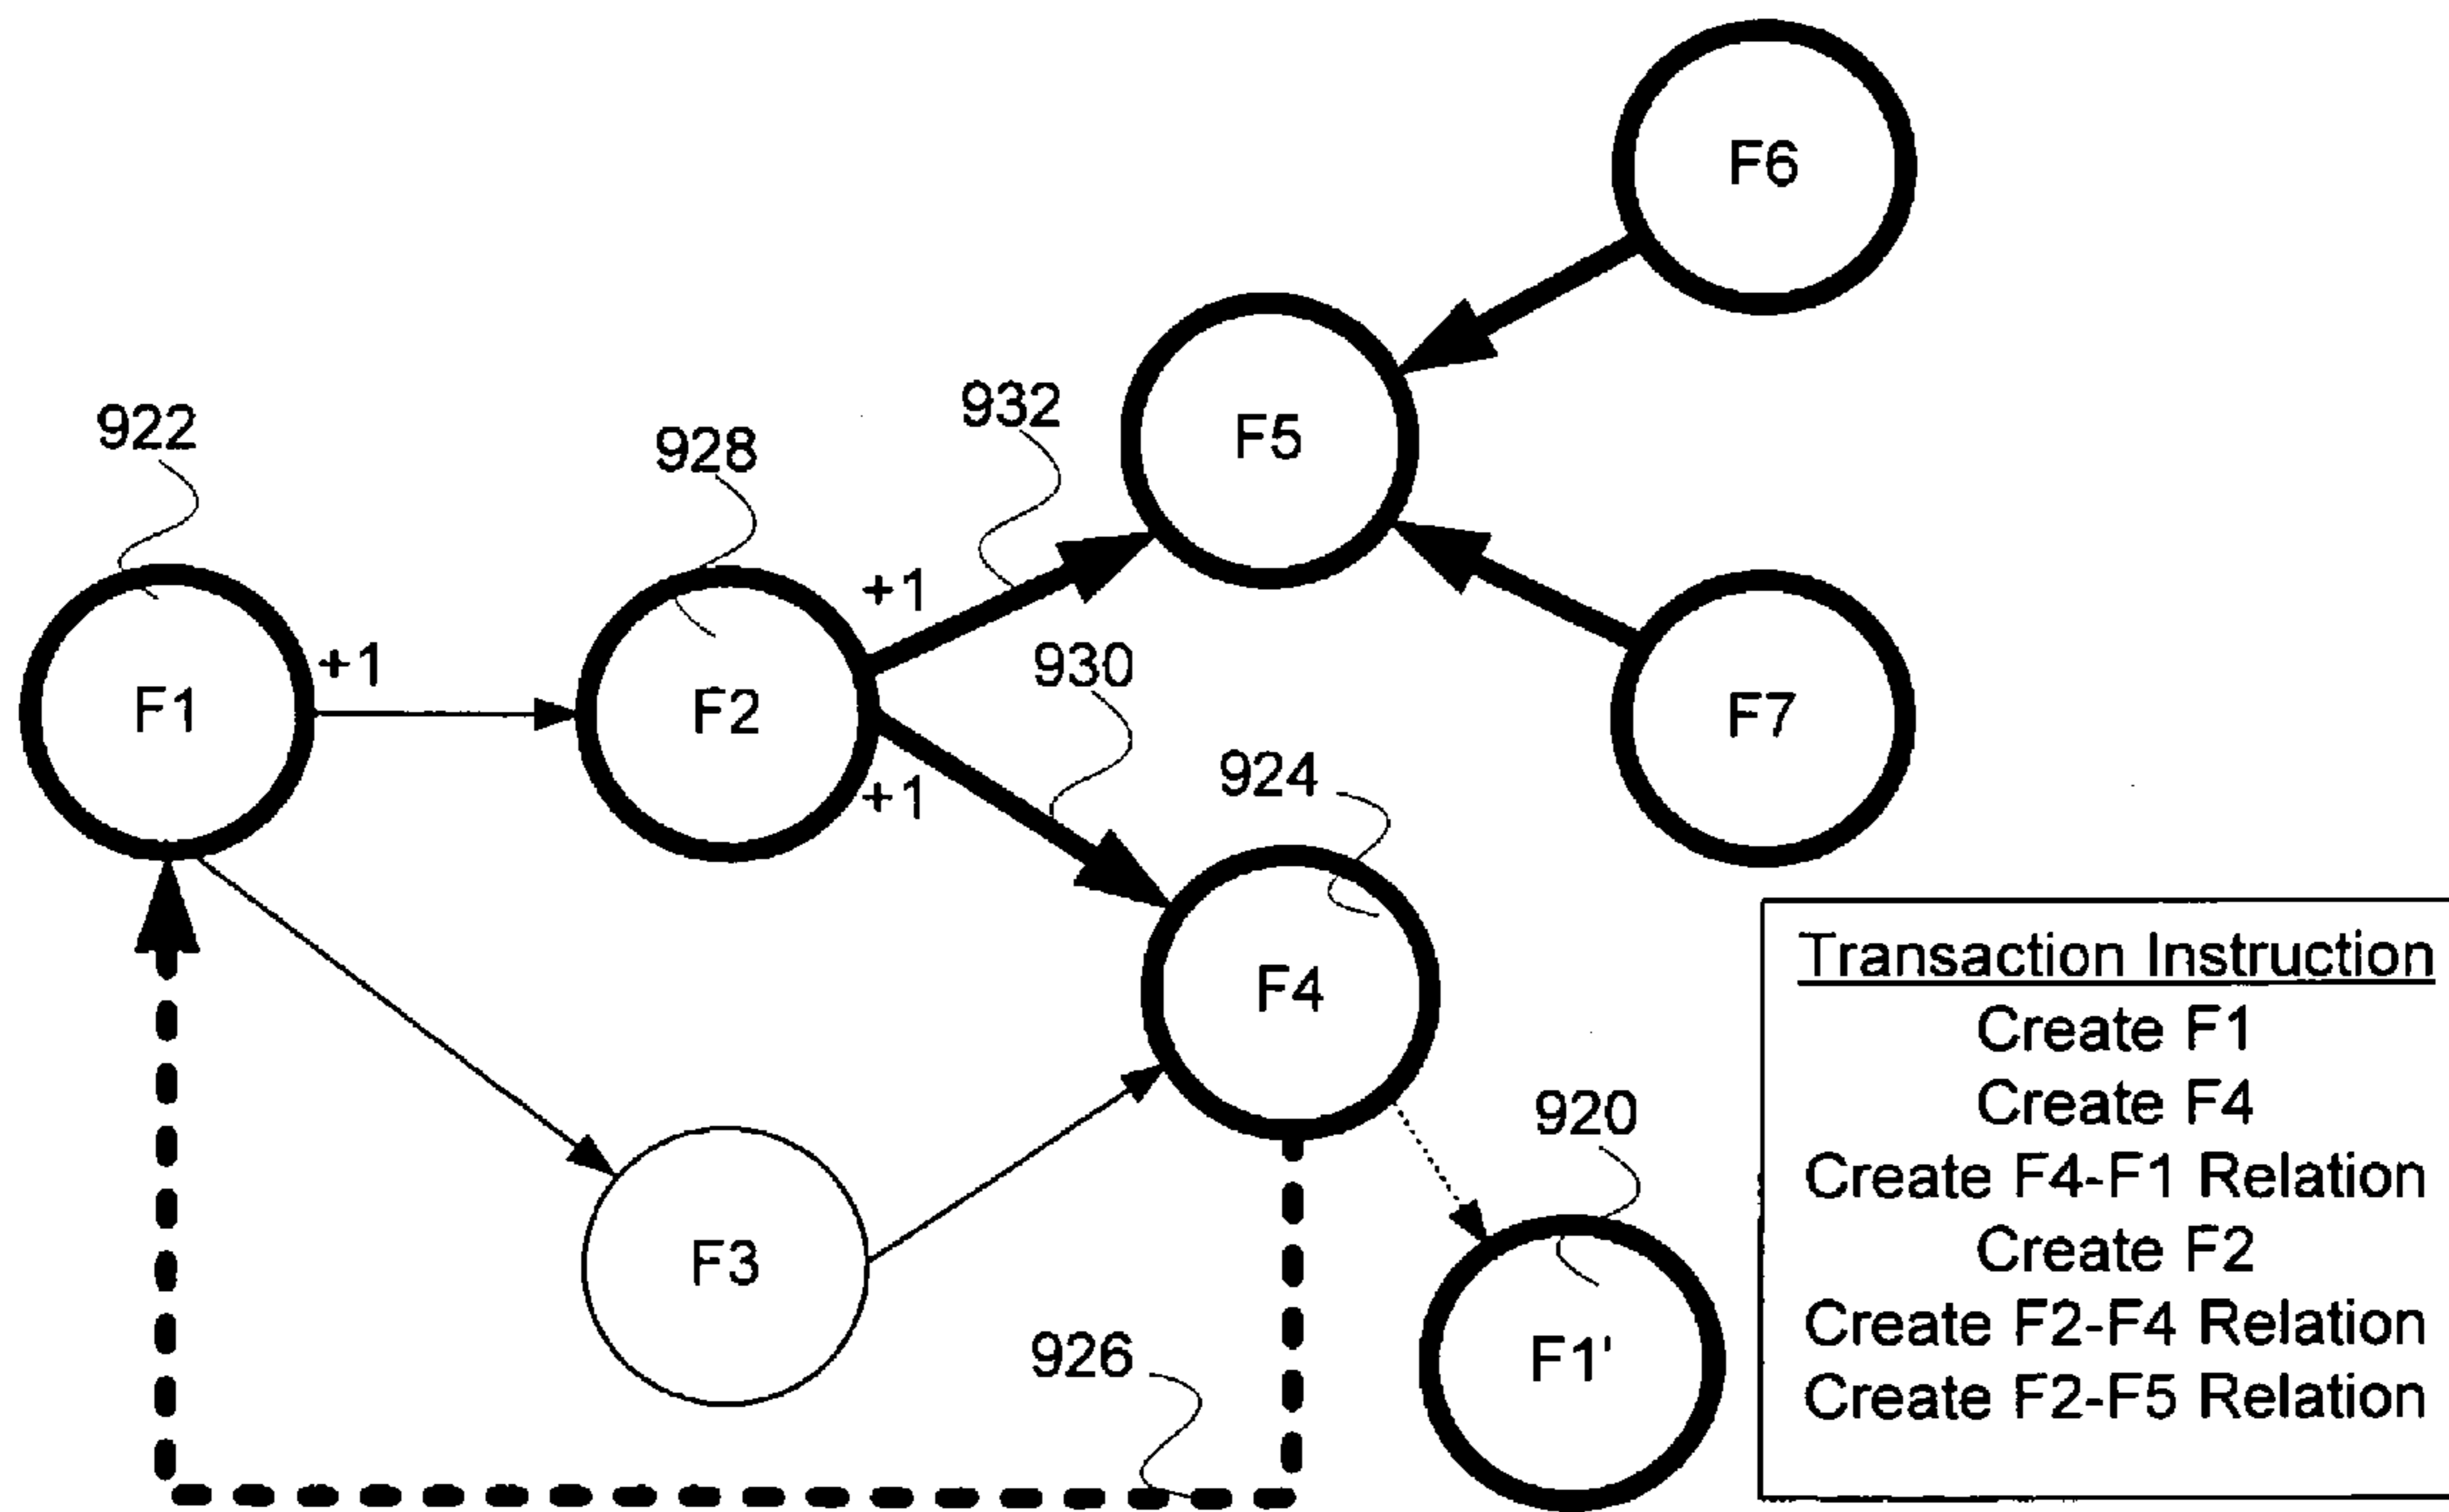 F6
932
F5
922
928
+1
930
+1
F1
F2
F7
924
+1
F4
Transaction Instruction
Create F1
Create F4
920
Create F4-F1 Relation
F3
Create F2
Create F2-F4 Relation
926
F1'
Create F2-F5 Relation